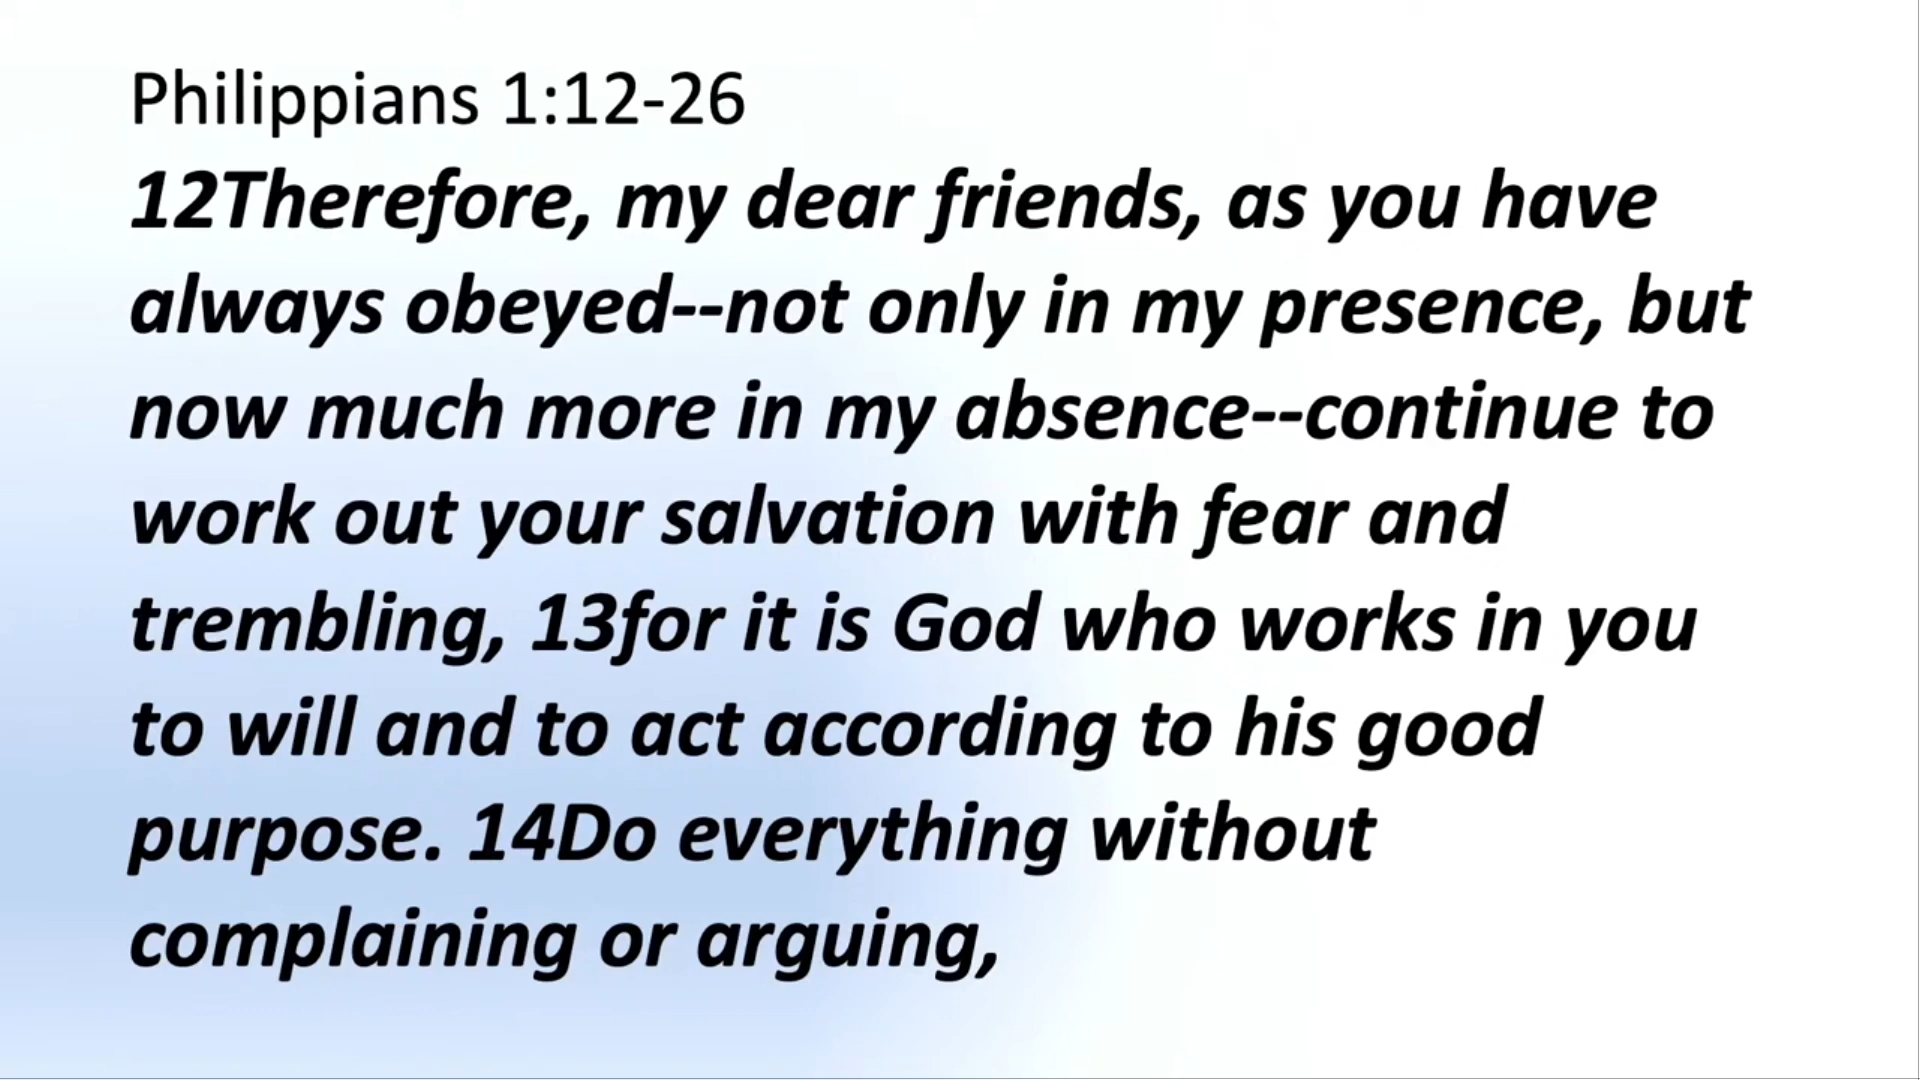 Philippians 1:12-26
12Therefore, my dear friends, as you have
always obeyed--not only in my presence, but
now much more in my absence--continue to
work out your salvation with fear and
trembling, 13for it is God who works in you
to will and to act according to his good
purpose. 14Do everything without
complaining or arguing,